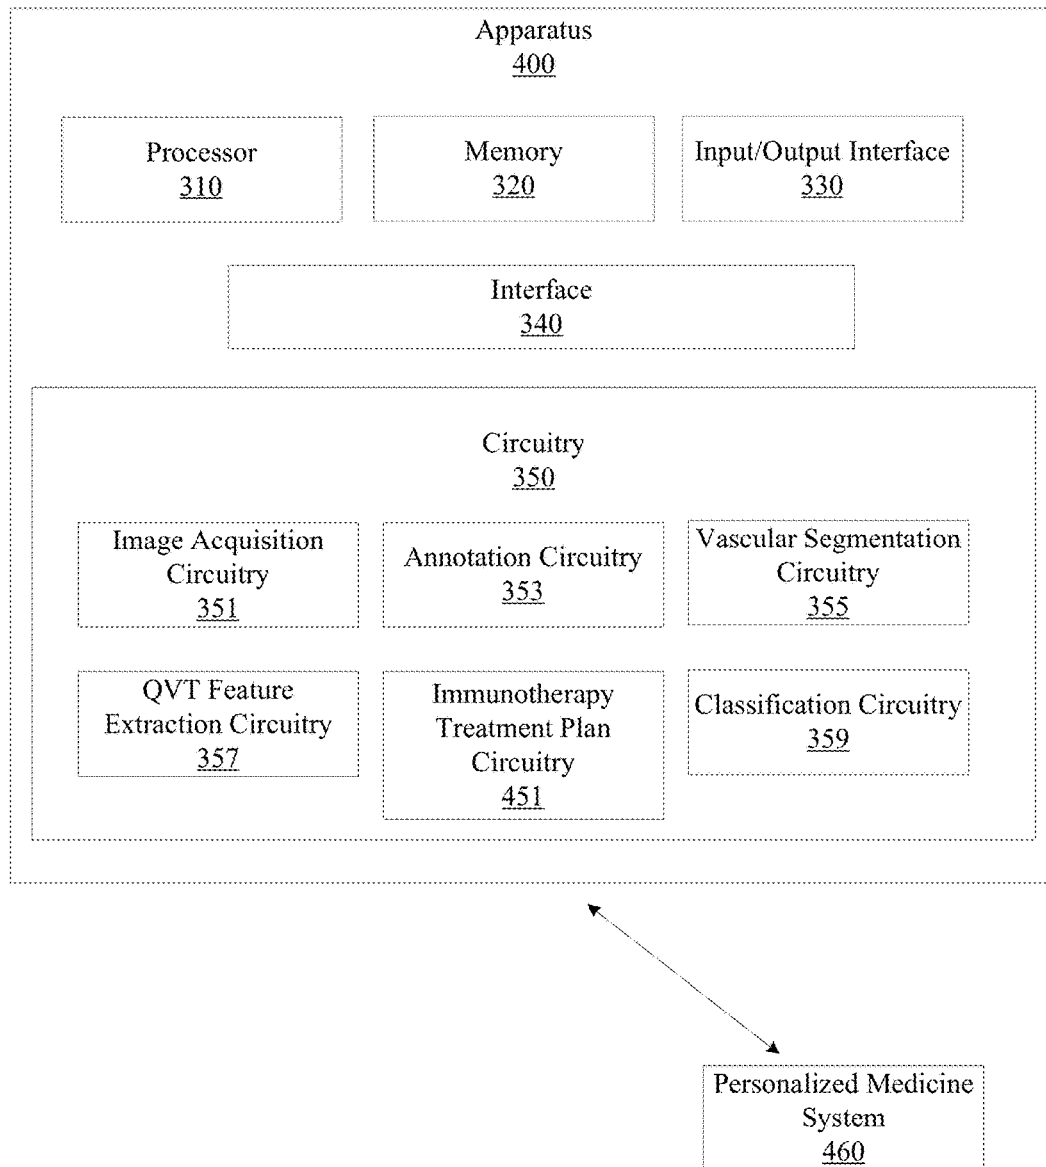 Apparatus
400
Processor
310
Memory
320
Input/Output Interface
330
Interface
340
Circuitry
350
Image Acquisition
Circuitry
351
Annotation Circuitry
353
Vascular Segmentation
Circuitry
355
QVT Feature
Extraction Circuitry
357
Immunotherapy
Treatment Plan
Circuitry
451
Classification Circuitry
359
Personalized Medicine
System
460